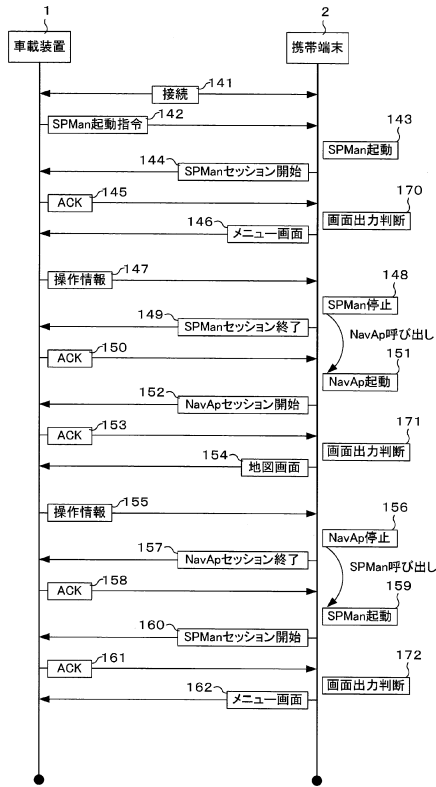 1
2
車載装置
携帯端末
141
接続
142
SPMan起動指令
143
SPMan起動
144
SPManセッション開始
145
ACK
170
画面出力判断
146
メニュー画面
147
操作情報
148
SPMan停止
149
SPManセッション終了
NavAp呼び出し
150
ACK
151
NavAp起動
152
NavApセッション開始
153
ACK
171
画面出力判断
154
地図画面
155
操作情報
156
NavAp停止
157
NavApセッション終了
SPMan呼び出し
158
ACK
159
SPMan起動
160
SPManセッション開始
161
ACK
172
画面出力判断
162
メニュー画面